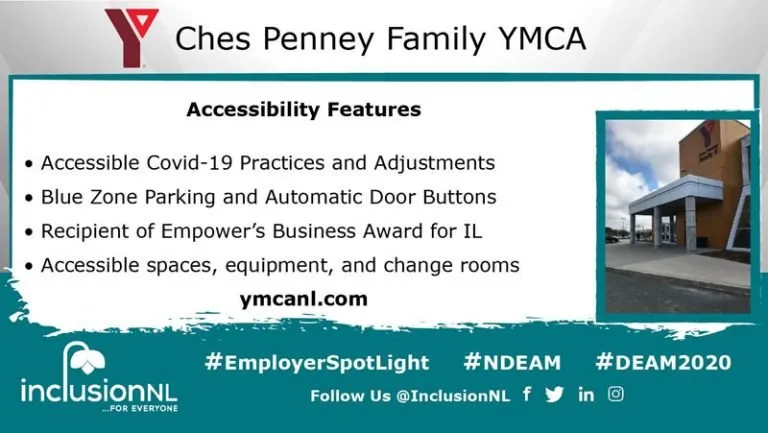 Ches Penney Family YMCA
Accessibility Features
• Accessible Covid-19 Practices and Adjustments
• Blue Zone Parking and Automatic Door Buttons
• Recipient of Empower’s Business Award for IL
• Accessible spaces, equipment, and change rooms
ymcanl.com
#EmployerSpotLight #NDEAM #DEAM2020
inclusionNL
...FOR EVERYONE
Follow Us @InclusionNL